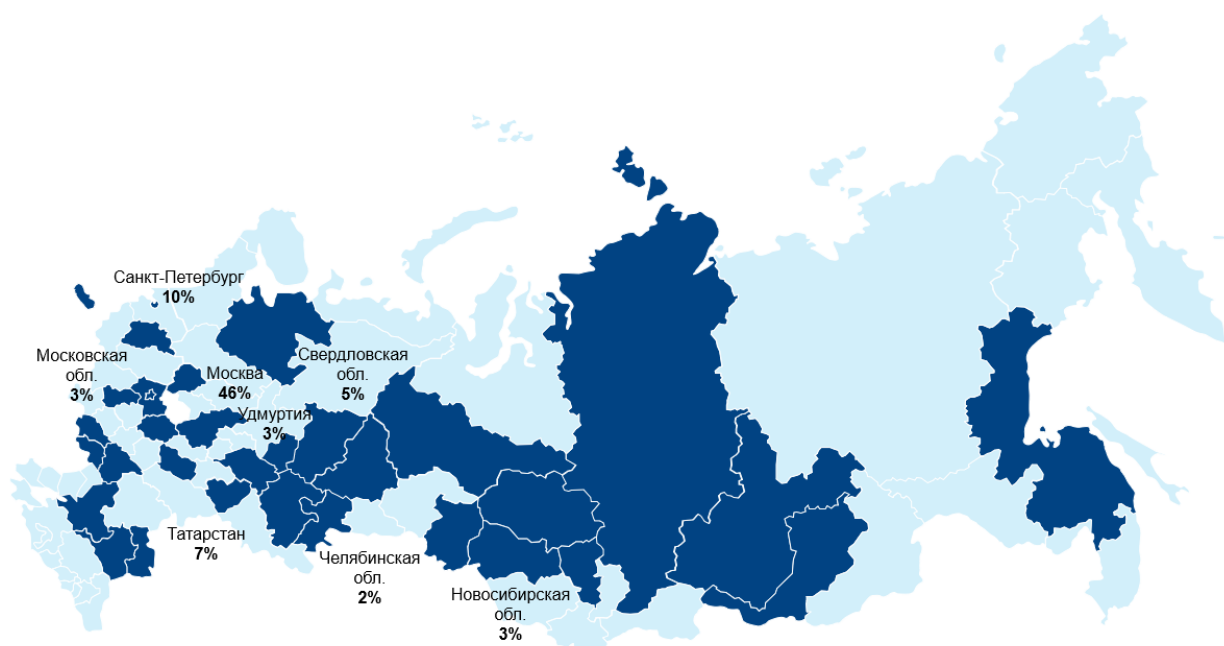 Санкт-Петербург
10%
Московская
обл.
3%
Москва
46%
Свердловская
обл.
5%
Удмуртия
3%
Татарстан
7%
Челябинская
обл.
2%
Новосибирская
обл.
3%